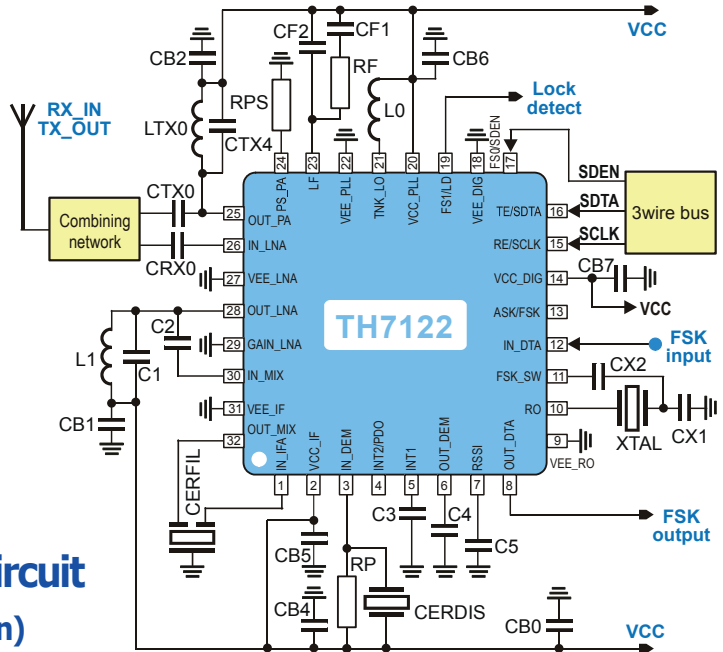 CF2
CF1
VCC
CB2
RF
CB6
RPS
L0
Lock
detect
RX_IN
TX_OUT
LTX0
CTX4
24
23
22
21
20
19
18
17
PS_PA
LF
VEE_PLL
TNK_LO
VCC_PLL
FS1/LD
VEE_DIG
FS0/SDEN
SDEN
SDTA
SCLK
3wire bus
CTX0
Combining
network
CRX0
25
OUT_PA
26
IN_LNA
27
VEE_LNA
28
OUT_LNA
29
GAIN_LNA
30
IN_MIX
31
VEE_IF
32
OUT_MIX
TE/SDTA
16
RE/SCLK
15
VCC_DIG
14
ASK/FSK
13
IN_DTA
12
FSK_SW
11
RO
10
9
VEE_RO
TH7122
CB7
VCC
FSK
input
CX2
XTAL
CX1
C2
L1
C1
CB1
CERFIL
IN_IFA
VCC_IF
IN_DEM
INT2/PDO
INT1
OUT_DEM
RSSI
OUT_DTA
1
2
3
4
5
6
7
8
C3
C4
C5
FSK
output
CB5
RP
CB4
CERDIS
CB0
VCC
ircuit
n)